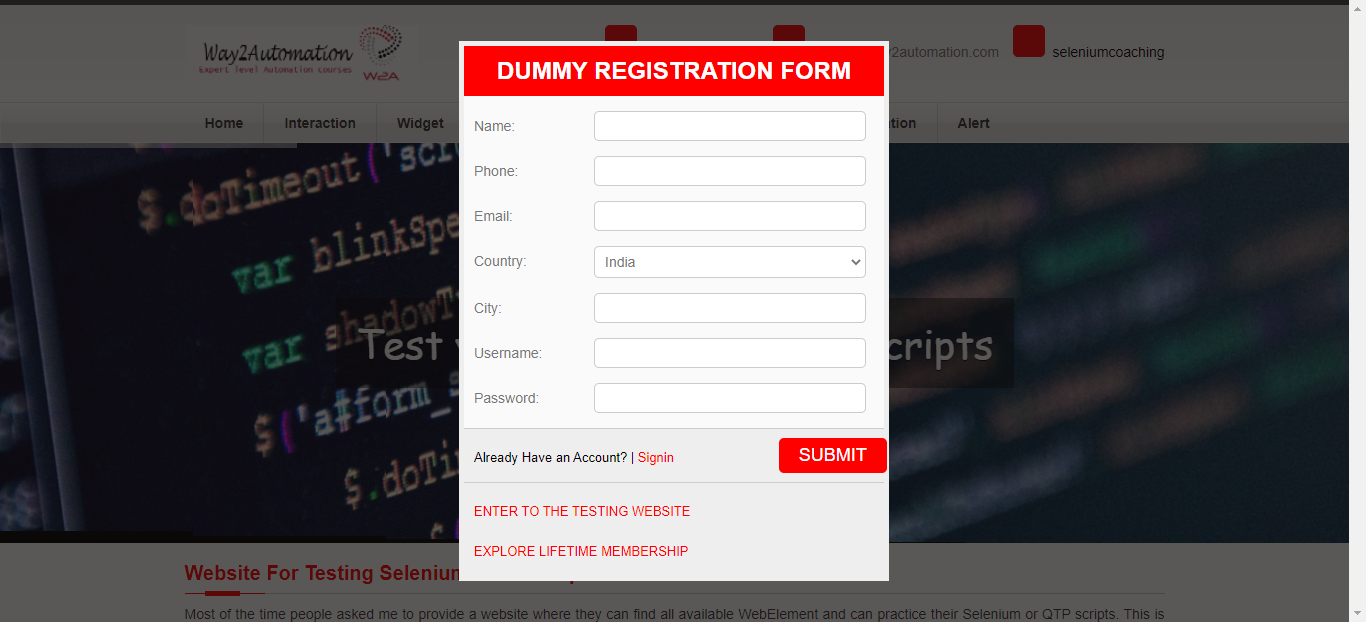 Way2Automation
Expert level Automation courses
W2A
2automation.com
seleniumcoaching
Home
Interaction
Widget
Alert
DUMMY REGISTRATION FORM
Name:
Phone:
Email:
Country:
India
City:
Username:
Password:
Already Have an Account? | Signin
SUBMIT
ENTER TO THE TESTING WEBSITE
EXPLORE LIFETIME MEMBERSHIP
$.doTimeout('scr
var blinkSpe
var shadowT
$('a#form_s
$.doTi
Test
cripts
Website For Testing Selenium
Most of the time people asked me to provide a website where they can find all available WebElement and can practice their Selenium or QTP scripts. This is